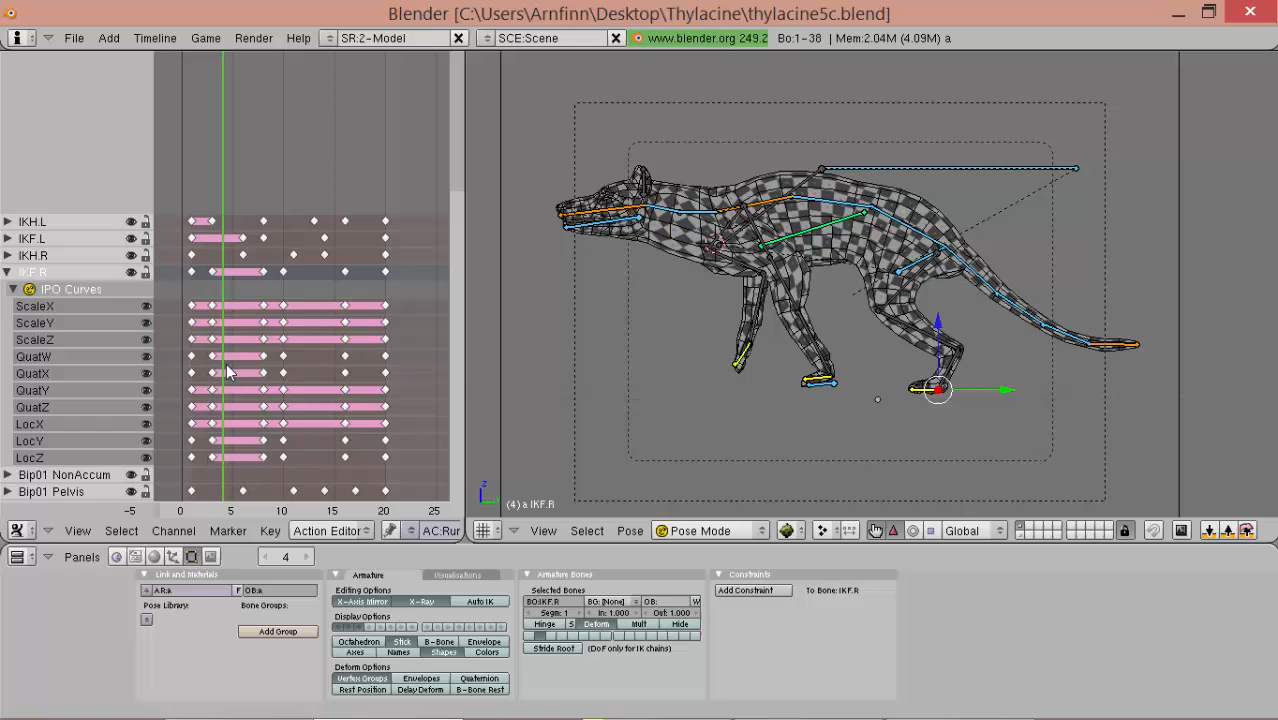 Blender [C:\Users\Arnfinn\Desktop\Thylacine\thylacine5c.blend]
File Add Timeline Game Render Help SR:2-Model SCE:Scene www.blender.org 249.2 Bo:1-38 | Mem:2.04M (4.09M) a
IKH.L
IKF.L
IKH.R
IKF.R
IPO Curves
ScaleX
ScaleY
ScaleZ
QuatW
QuatX
QuatY
QuatZ
LocX
LocY
LocZ
Bip01 NonAccum
Bip01 Pelvis
-5 0 5 10 15 20 25
z
(4) a IKF.R
View Select Channel Marker Key Action Editor AC:Run View Select Pose Pose Mode Global
Panels 4
Link and Materials
AR:a F OB:a
Pose Library: Bone Groups:
Add Group
Armature Visualisations
Editing Options
X-Axis Mirror X-Ray Auto IK
Display Options
Octahedron Stick B-Bone Envelope
Axes Names Shapes Colors
Deform Options
Vertex Groups Envelopes Quaternion
Rest Position Delay Deform B-Bone Rest
Armature Bones
Selected Bones
BO:IKF.R BG: [None] OB: W
Segm: 1 In: 1.000 Out: 1.000
Hinge S Deform Mult Hide
Stride Root (DoF only for IK chains)
Constraints
Add Constraint To Bone: IKF.R